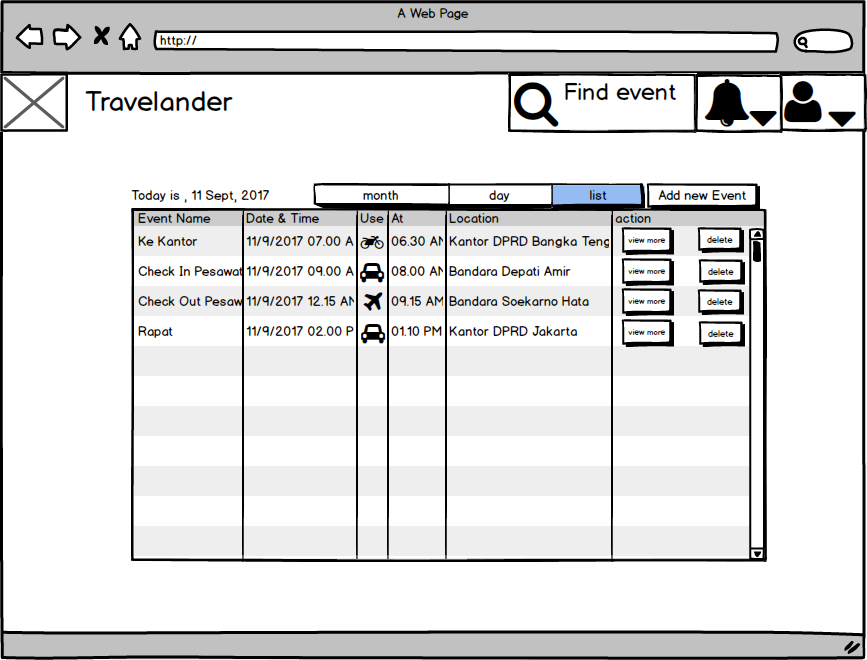 A Web Page
http://
Travelander
Find event
Today is , 11 Sept, 2017 month day list Add new Event
Event Name Date & Time Use At Location action
Ke Kantor 11/9/2017 07.00 A 06.30 AM Kantor DPRD Bangka Teng view more delete
Check In Pesawat 11/9/2017 09.00 A 08.00 AM Bandara Depati Amir view more delete
Check Out Pesaw 11/9/2017 12.15 AM 09.15 AM Bandara Soekarno Hata view more delete
Rapat 11/9/2017 02.00 P 01.10 PM Kantor DPRD Jakarta view more delete